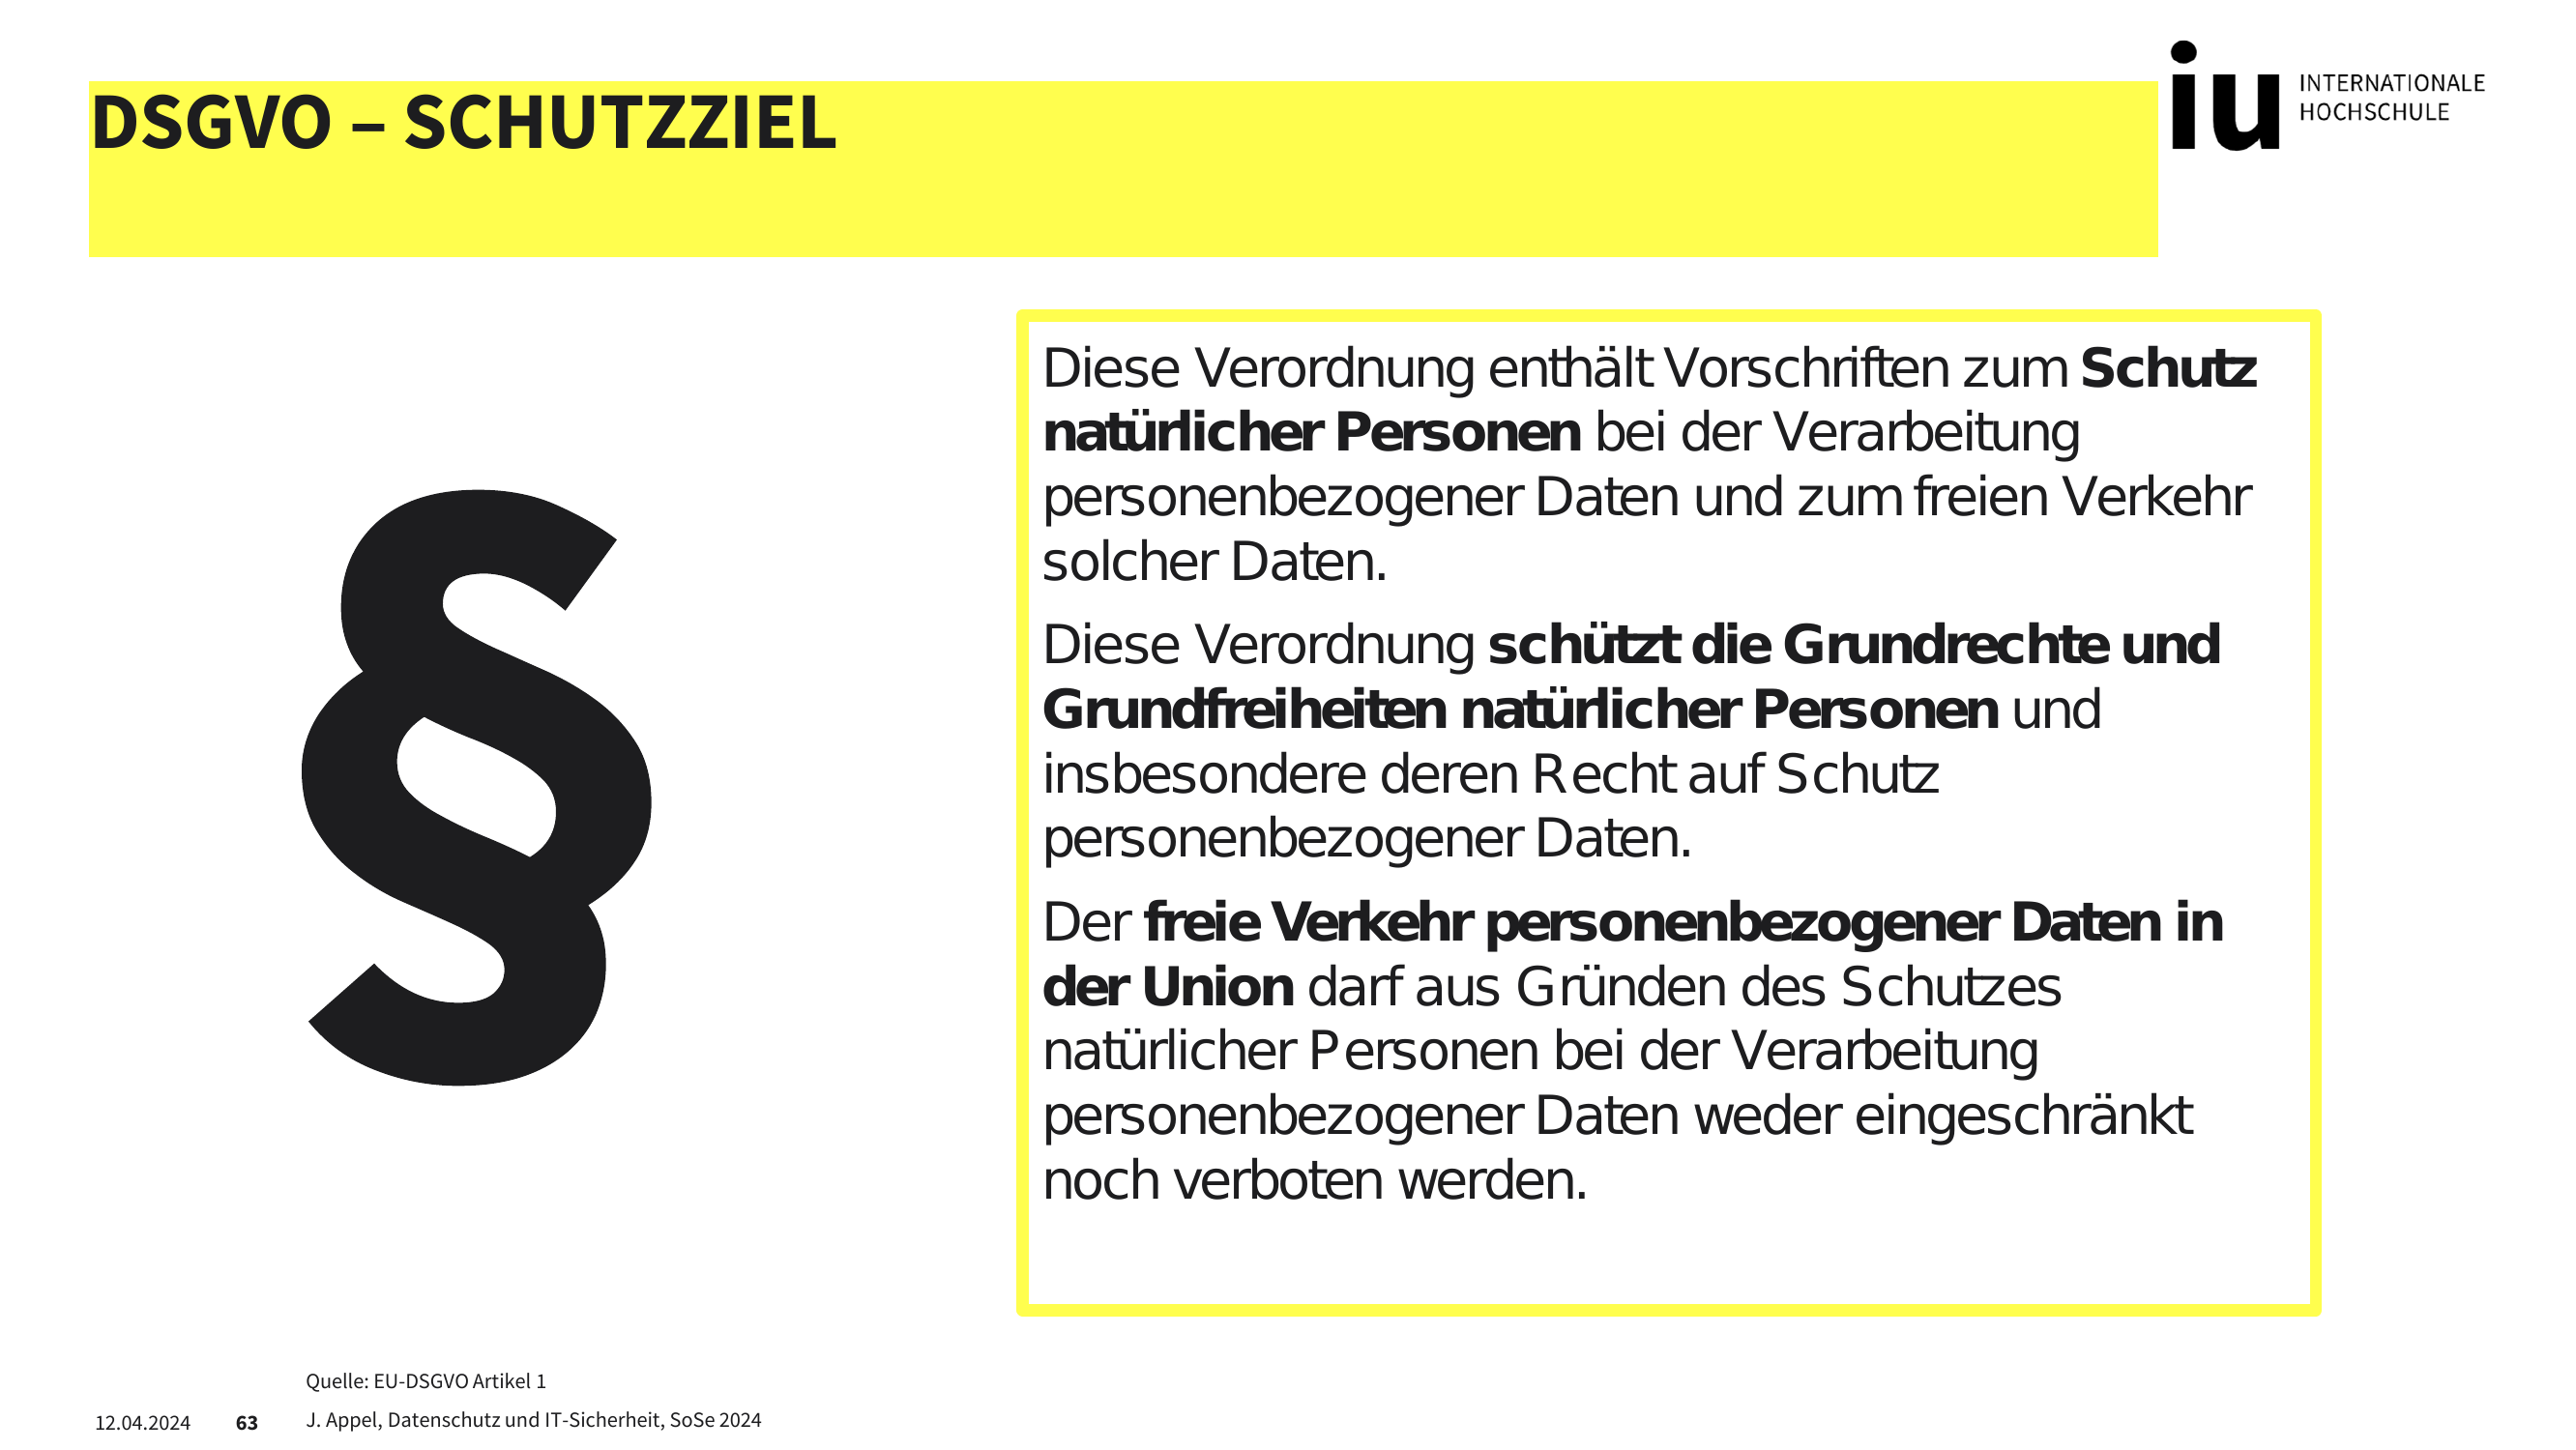 DSGVO – SCHUTZZIEL
iu INTERNATIONALE
HOCHSCHULE
§
Diese Verordnung enthält Vorschriften zum Schutz
natürlicher Personen bei der Verarbeitung
personenbezogener Daten und zum freien Verkehr
solcher Daten.
Diese Verordnung schützt die Grundrechte und
Grundfreiheiten natürlicher Personen und
insbesondere deren Recht auf Schutz
personenbezogener Daten.
Der freie Verkehr personenbezogener Daten in
der Union darf aus Gründen des Schutzes
natürlicher Personen bei der Verarbeitung
personenbezogener Daten weder eingeschränkt
noch verboten werden.
Quelle: EU-DSGVO Artikel 1
12.04.2024 63 J. Appel, Datenschutz und IT-Sicherheit, SoSe 2024